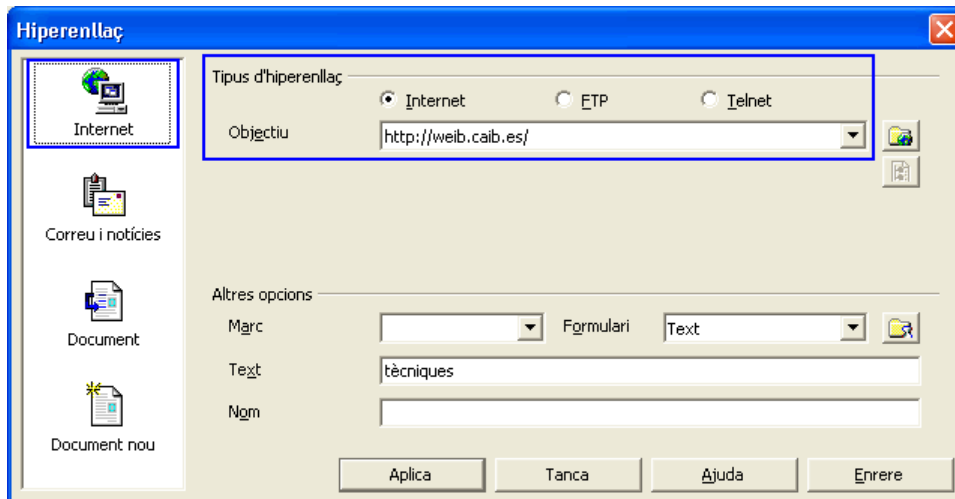 Hiperenllaç
Internet
Correu i notícies
Document
Document nou
Tipus d'hiperenllaç
Internet FTP Telnet
Objectiu http://weib.caib.es/
Altres opcions
Marc Formulari Text
Text tècniques
Nom
Aplica Tanca Ajuda Enrere